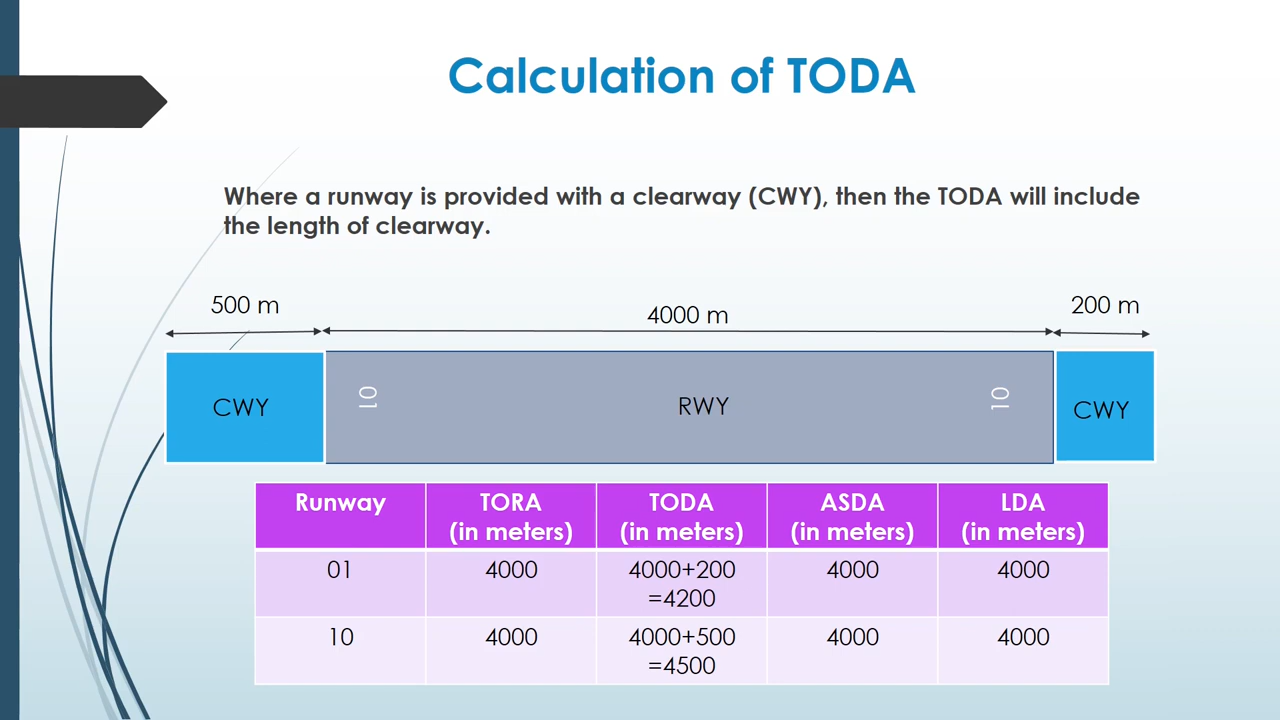 Calculation of TODA
Where a runway is provided with a clearway (CWY), then the TODA will include
the length of clearway.
500 m
4000 m
200 m
CWY
01
RWY
10
CWY
Runway
TORA
(in meters)
TODA
(in meters)
ASDA
(in meters)
LDA
(in meters)
01
4000
4000+200
=4200
4000
4000
10
4000
4000+500
=4500
4000
4000